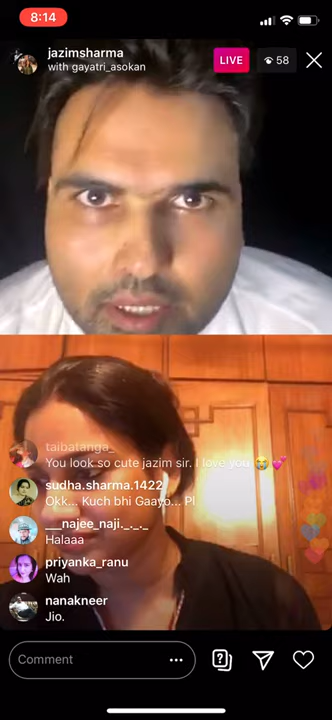 8:14
jazimsharma
with gayatri_asokan
LIVE
58
taibatanga_
You look so cute jazim sir. I love you 😭💕
sudha.sharma.1422
Okk... Kuch bhi Gaayo... Pl
___najee_naji._._._
Halaaa
priyanka_ranu
Wah
nanakneer
Jio.
Comment